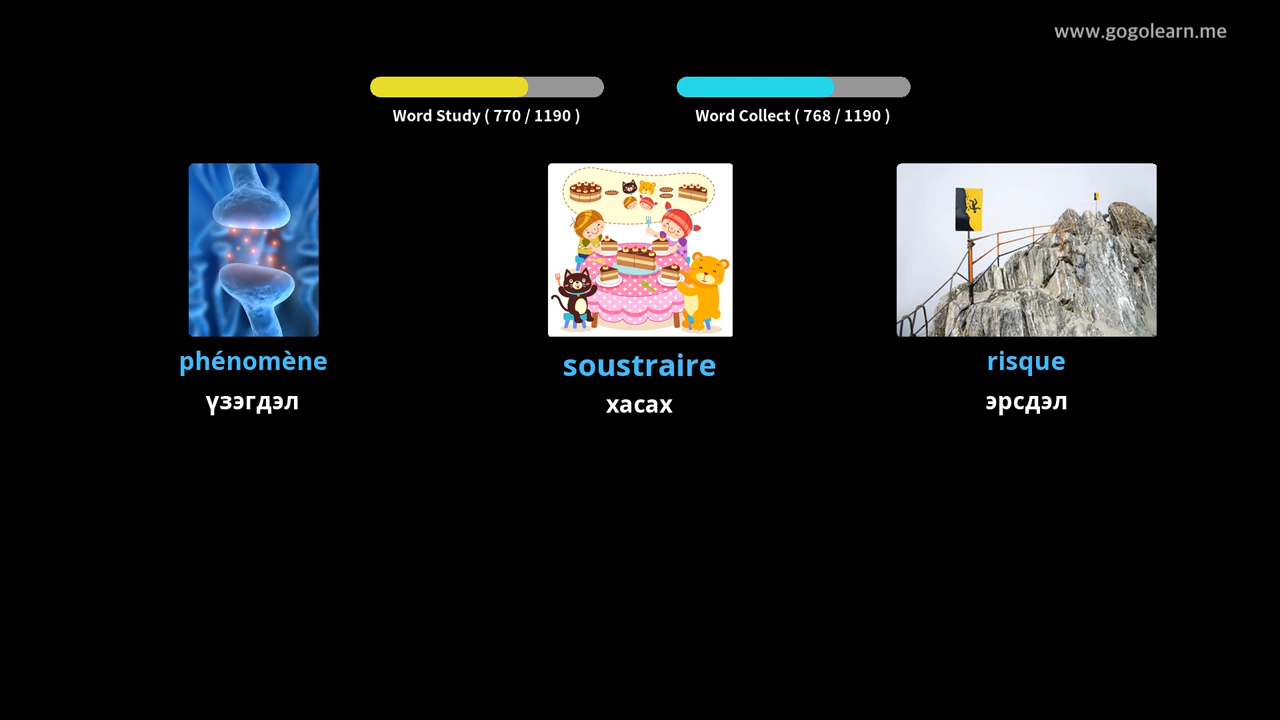 www.gogolearn.me
Word Study ( 770 / 1190 )
Word Collect ( 768 / 1190 )
phénomène
үзэгдэл
soustraire
хасах
risque
эрсдэл